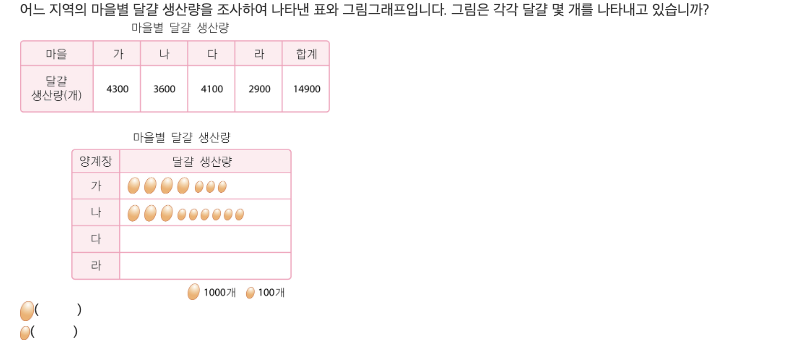 어느 지역의 마을별 달걀 생산량을 조사하여 나타낸 표와 그림그래프입니다. 그림은 각각 달걀 몇 개를 나타내고 있습니까?
마을별 달걀 생산량
마을 가 나 다 라 합계
달걀
생산량(개) 4300 3600 4100 2900 14900
마을별 달걀 생산량
양계장 달걀 생산량
가
나
다
라
1000개 100개
( )
( )